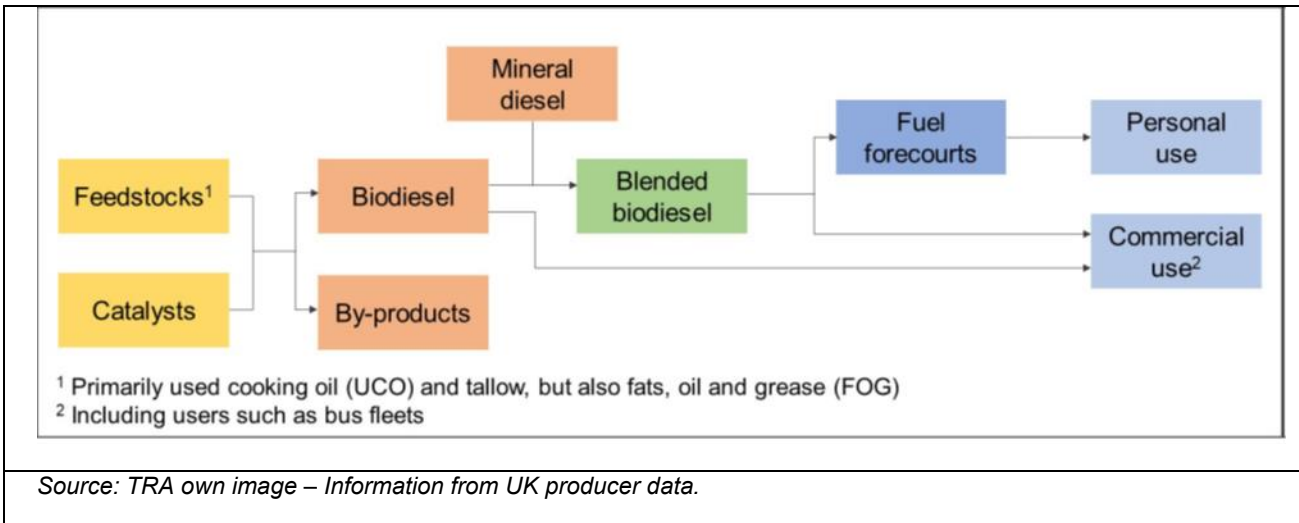 Mineral
diesel
Fuel
forecourts
Personal
use
Feedstocks¹
Biodiesel
Blended
biodiesel
Commercial
use²
Catalysts
By-products
¹ Primarily used cooking oil (UCO) and tallow, but also fats, oil and grease (FOG)
² Including users such as bus fleets
Source: TRA own image – Information from UK producer data.